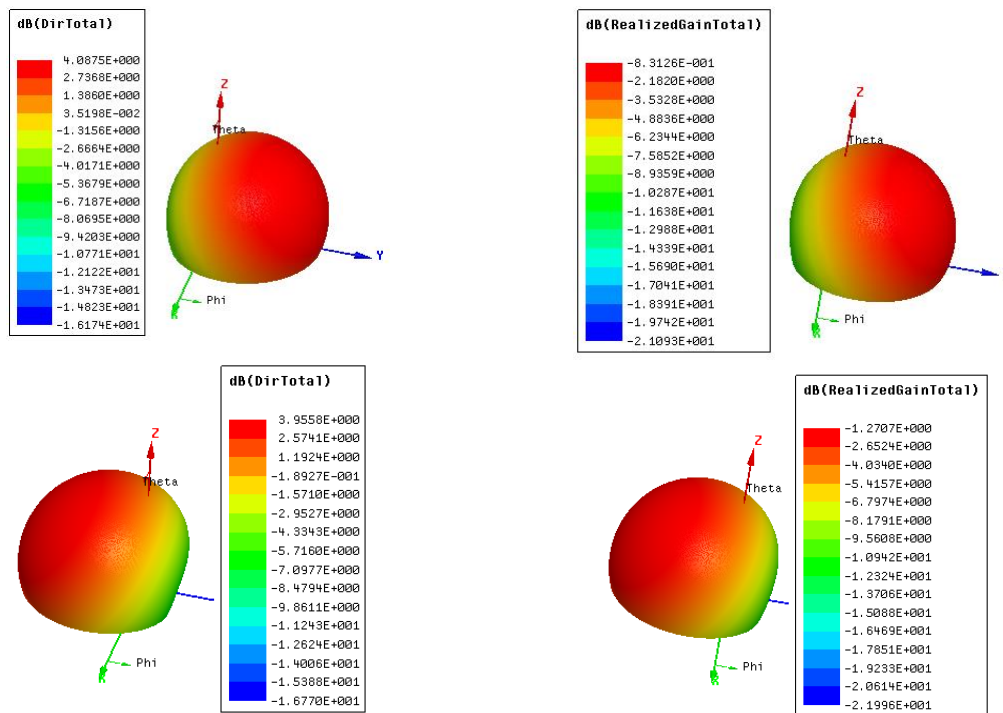 dB(DirTotal)
4.0875E+000
2.7368E+000
1.3860E+000
3.5198E-002
-1.3156E+000
-2.6664E+000
-4.0171E+000
-5.3679E+000
-6.7187E+000
-8.0695E+000
-9.4203E+000
-1.0771E+001
-1.2122E+001
-1.3473E+001
-1.4823E+001
-1.6174E+001
Z
Theta
Y
Phi
dB(RealizedGainTotal)
-8.3126E-001
-2.1820E+000
-3.5328E+000
-4.8836E+000
-6.2344E+000
-7.5852E+000
-8.9359E+000
-1.0287E+001
-1.1638E+001
-1.2988E+001
-1.4339E+001
-1.5690E+001
-1.7041E+001
-1.8391E+001
-1.9742E+001
-2.1093E+001
Z
Theta
Phi
dB(DirTotal)
3.9558E+000
2.5741E+000
1.1924E+000
-1.8927E-001
-1.5710E+000
-2.9527E+000
-4.3343E+000
-5.7160E+000
-7.0977E+000
-8.4794E+000
-9.8611E+000
-1.1243E+001
-1.2624E+001
-1.4006E+001
-1.5388E+001
-1.6770E+001
Z
Theta
Phi
dB(RealizedGainTotal)
-1.2707E+000
-2.6524E+000
-4.0340E+000
-5.4157E+000
-6.7974E+000
-8.1791E+000
-9.5608E+000
-1.0942E+001
-1.2324E+001
-1.3706E+001
-1.5088E+001
-1.6469E+001
-1.7851E+001
-1.9233E+001
-2.0614E+001
-2.1996E+001
Z
Theta
Phi